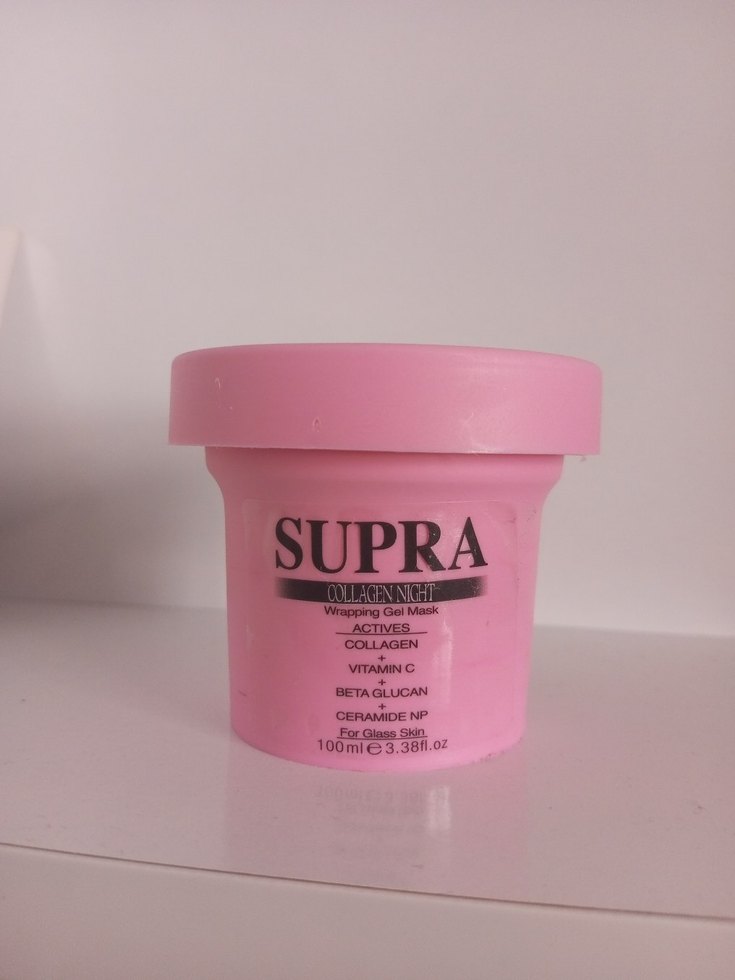 SUPRA
COLLAGEN NIGHT
Wrapping Gel Mask
ACTIVES
COLLAGEN
+
VITAMIN C
+
BETA GLUCAN
+
CERAMIDE NP
For Glass Skin
100ml ℮ 3.38fl.oz